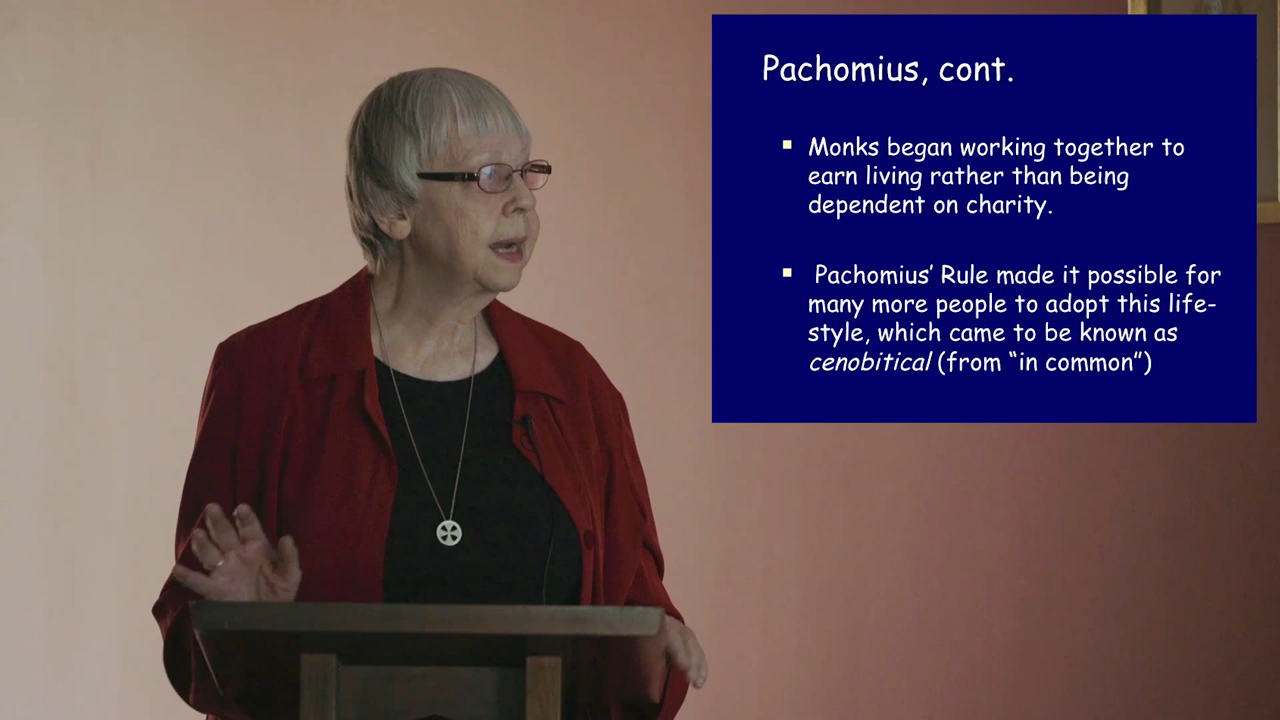 Pachomius, cont.
Monks began working together to
earn living rather than being
dependent on charity.
Pachomius’ Rule made it possible for
many more people to adopt this life-
style, which came to be known as
cenobitical (from “in common”)